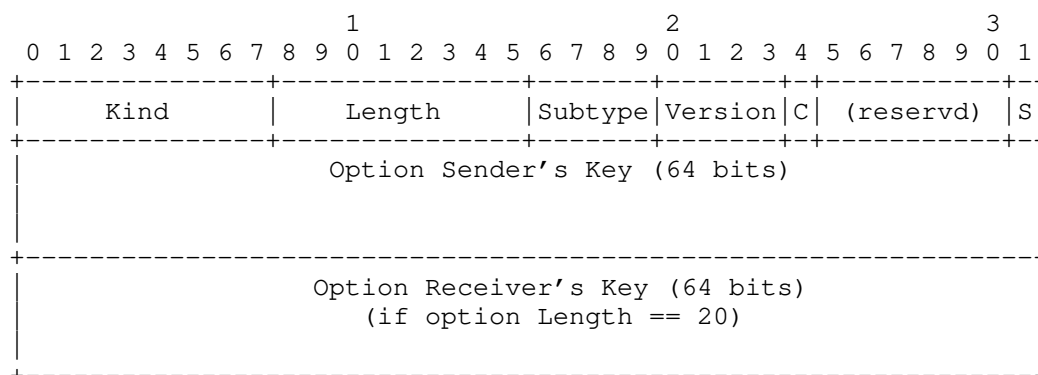 1                   2                   3
 0 1 2 3 4 5 6 7 8 9 0 1 2 3 4 5 6 7 8 9 0 1 2 3 4 5 6 7 8 9 0 1
+---------------+---------------+-------+-------+-+-----------+-
|     Kind      |    Length     |Subtype|Version|C| (reservd) |S
+---------------+---------------+-------+-------+-+-----------+-
|                   Option Sender's Key (64 bits)
|
|
+---------------------------------------------------------------
|                  Option Receiver's Key (64 bits)
|                     (if option Length == 20)
|
+---------------------------------------------------------------